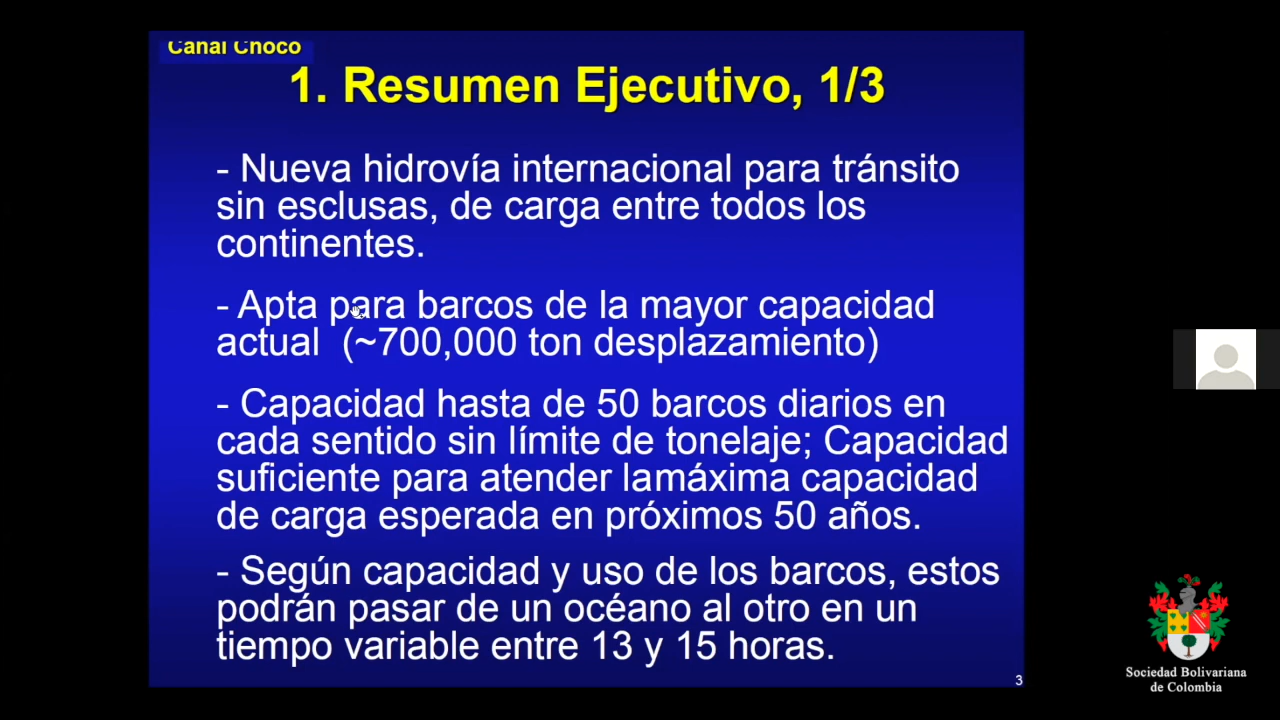 Canal Choco
1. Resumen Ejecutivo, 1/3
- Nueva hidrovía internacional para tránsito
sin esclusas, de carga entre todos los
continentes.
- Apta para barcos de la mayor capacidad
actual (~700,000 ton desplazamiento)
- Capacidad hasta de 50 barcos diarios en
cada sentido sin límite de tonelaje; Capacidad
suficiente para atender lamáxima capacidad
de carga esperada en próximos 50 años.
- Según capacidad y uso de los barcos, estos
podrán pasar de un océano al otro en un
tiempo variable entre 13 y 15 horas.
3
Sociedad Bolivariana
de Colombia